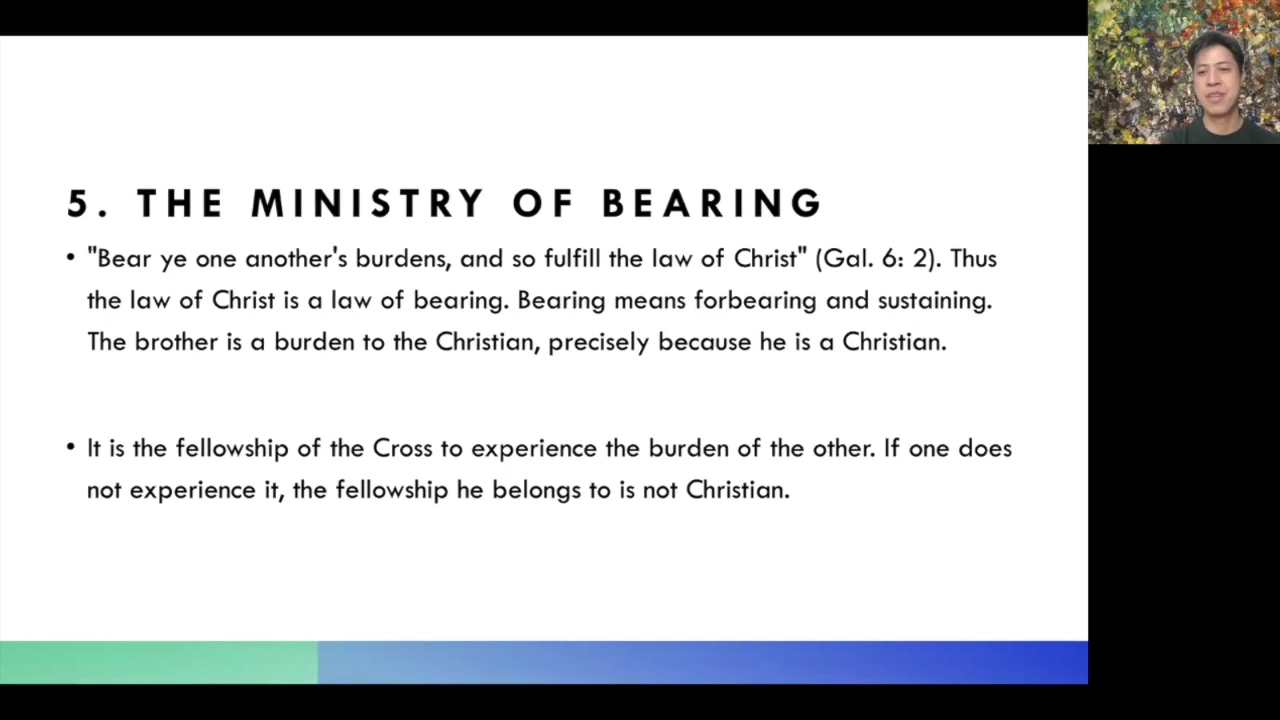 5. THE MINISTRY OF BEARING
• "Bear ye one another's burdens, and so fulfill the law of Christ" (Gal. 6: 2). Thus
the law of Christ is a law of bearing. Bearing means forbearing and sustaining.
The brother is a burden to the Christian, precisely because he is a Christian.
• It is the fellowship of the Cross to experience the burden of the other. If one does
not experience it, the fellowship he belongs to is not Christian.